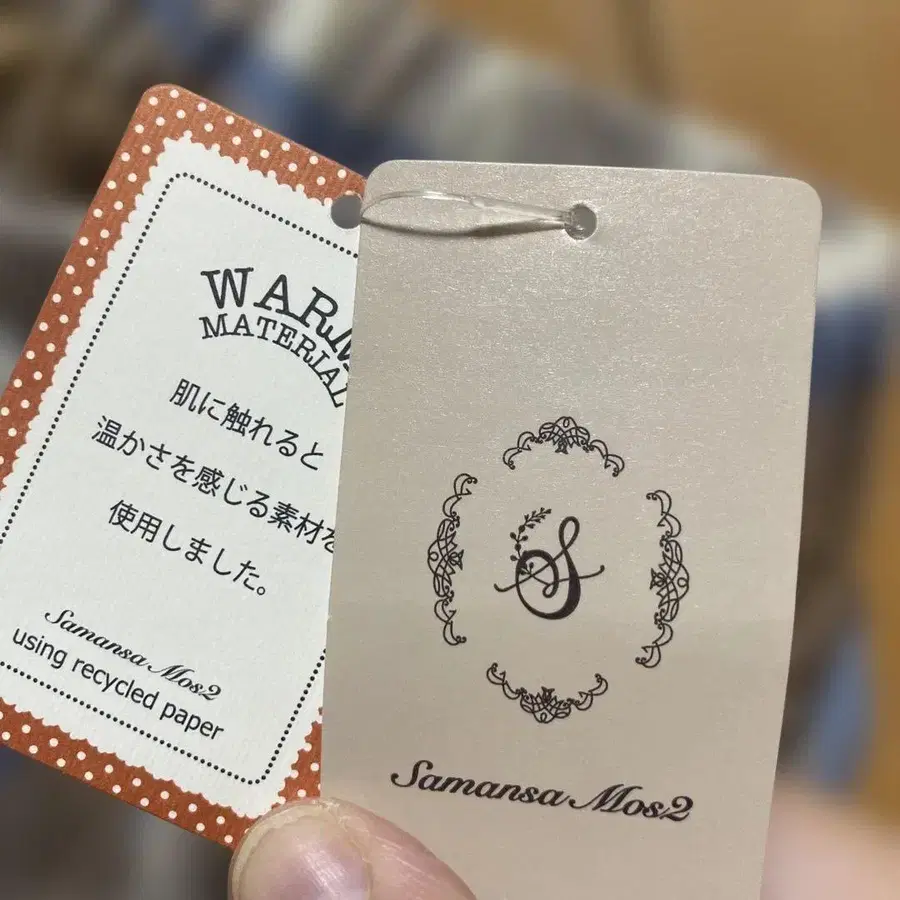 WARM
MATERIAL
肌に触れると
温かさを感じる素材を
使用しました。
Samansa Mos2
using recycled paper
S
Samansa Mos2